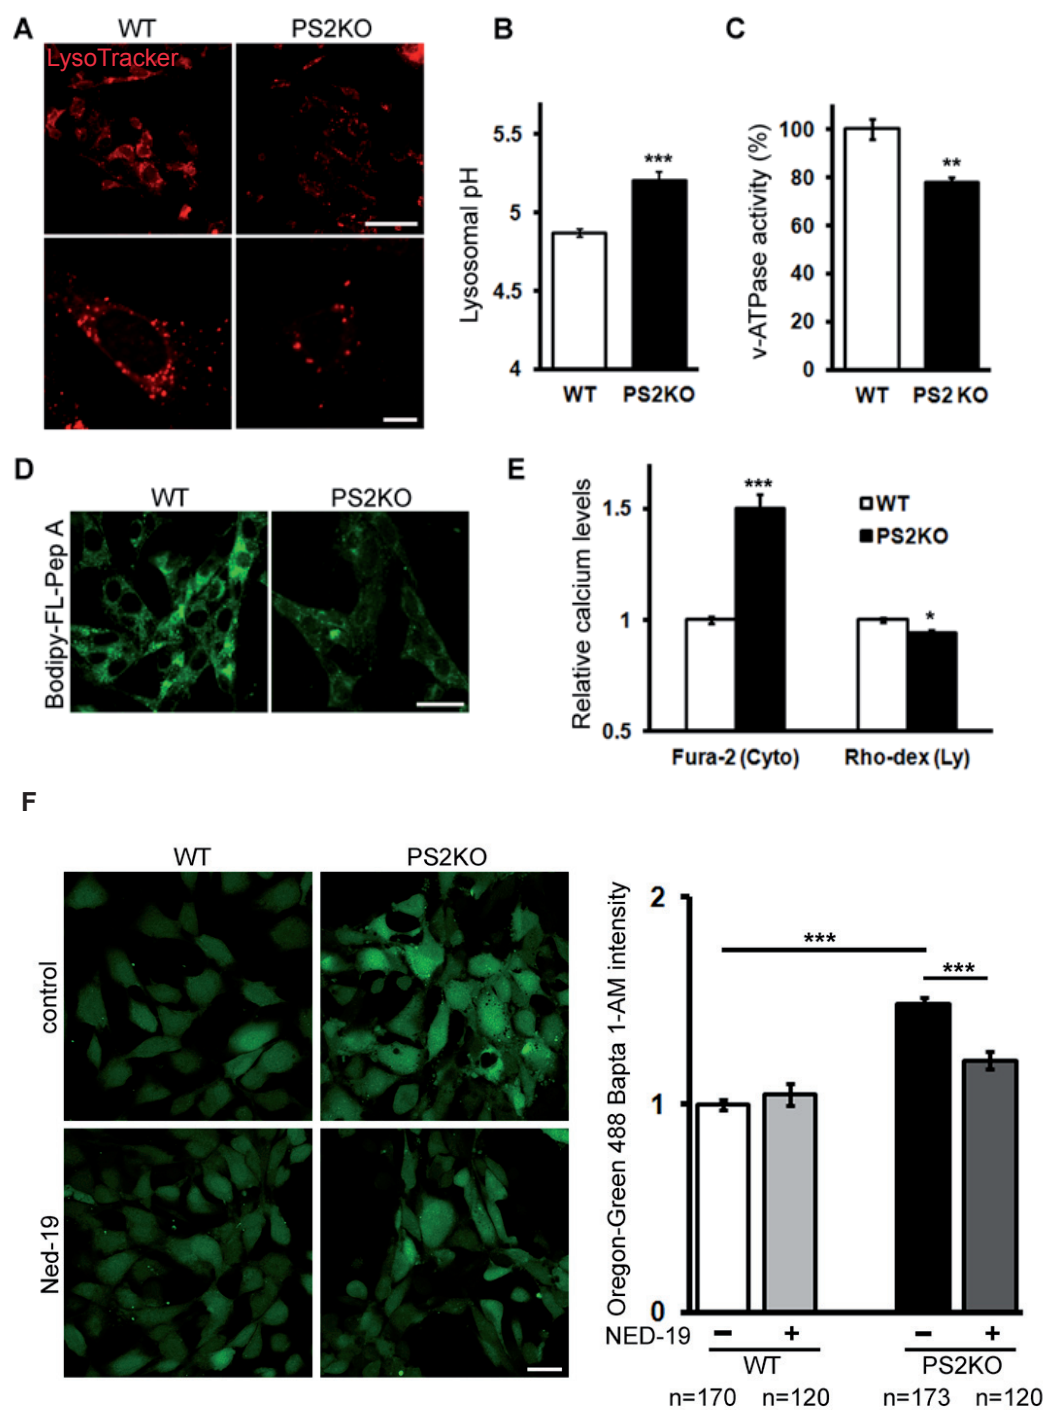 A
WT
PS2KO
LysoTracker
B
Lysosomal pH
5.5
5
4.5
4
***
WT
PS2KO
C
v-ATPase activity (%)
100
80
60
40
20
0
**
WT
PS2 KO
D
WT
PS2KO
Bodipy-FL-Pep A
E
Relative calcium levels
1.5
1
0.5
***
*
WT
PS2KO
Fura-2 (Cyto)
Rho-dex (Ly)
F
WT
PS2KO
control
Ned-19
Oregon-Green 488 Bapta 1-AM intensity
2
1
0
***
***
NED-19
− + − +
WT PS2KO
n=170 n=120 n=173 n=120